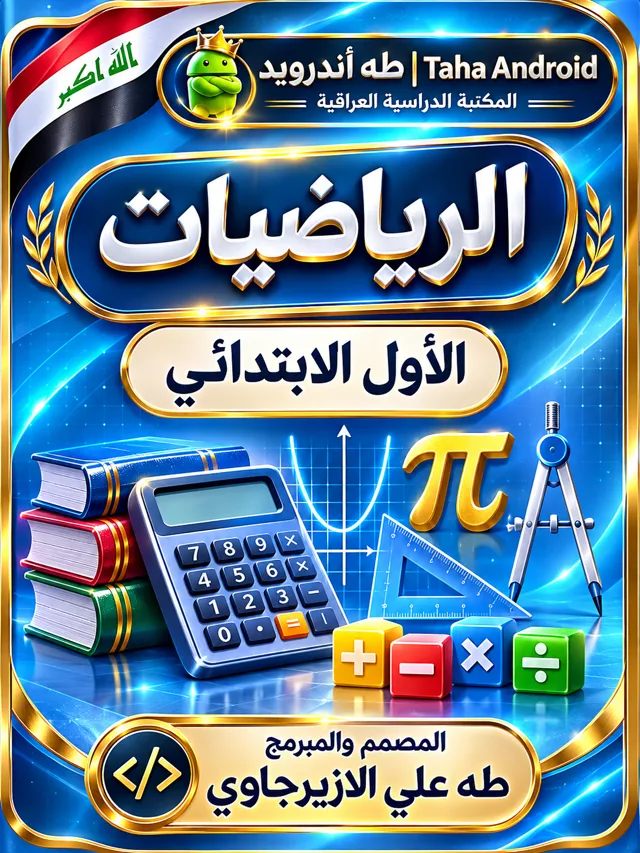 الله اكبر
طه أندرويد | Taha Android
المكتبة الدراسية العراقية
الرياضيات
الأول الابتدائي
π
7 8 9 ×
4 5 6 ×
1 2 3 −
0 . =
+ − × ÷
</>
المصمم والمبرمج
طه علي الازيرجاوي